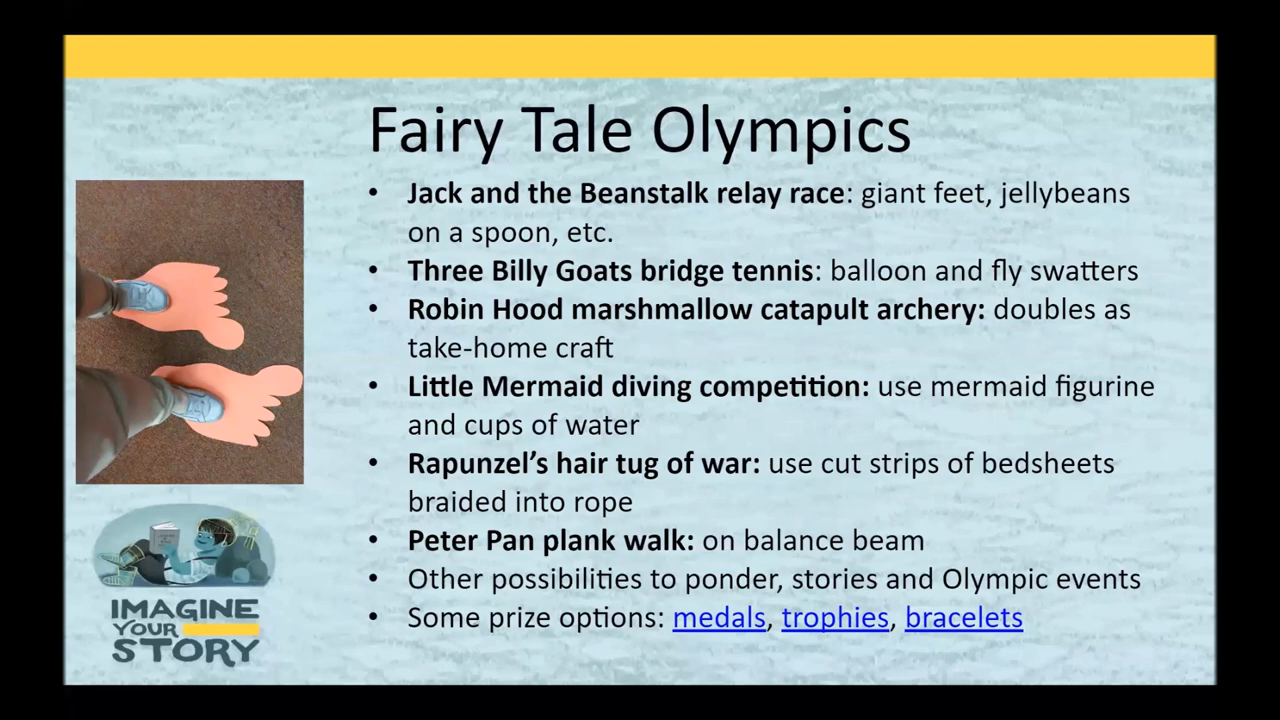 Fairy Tale Olympics
• Jack and the Beanstalk relay race: giant feet, jellybeans
on a spoon, etc.
• Three Billy Goats bridge tennis: balloon and fly swatters
• Robin Hood marshmallow catapult archery: doubles as
take-home craft
• Little Mermaid diving competition: use mermaid figurine
and cups of water
• Rapunzel’s hair tug of war: use cut strips of bedsheets
braided into rope
• Peter Pan plank walk: on balance beam
• Other possibilities to ponder, stories and Olympic events
• Some prize options: medals, trophies, bracelets
IMAGINE
YOUR
STORY